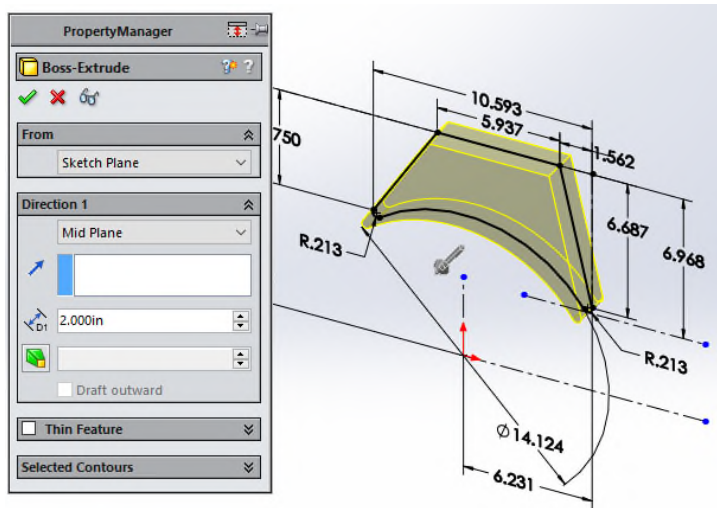 PropertyManager
Boss-Extrude
From
Sketch Plane
Direction 1
Mid Plane
D1
2.000in
Draft outward
Thin Feature
Selected Contours
10.593
5.937
1.562
750
6.687
6.968
R.213
R.213
Ø14.124
6.231